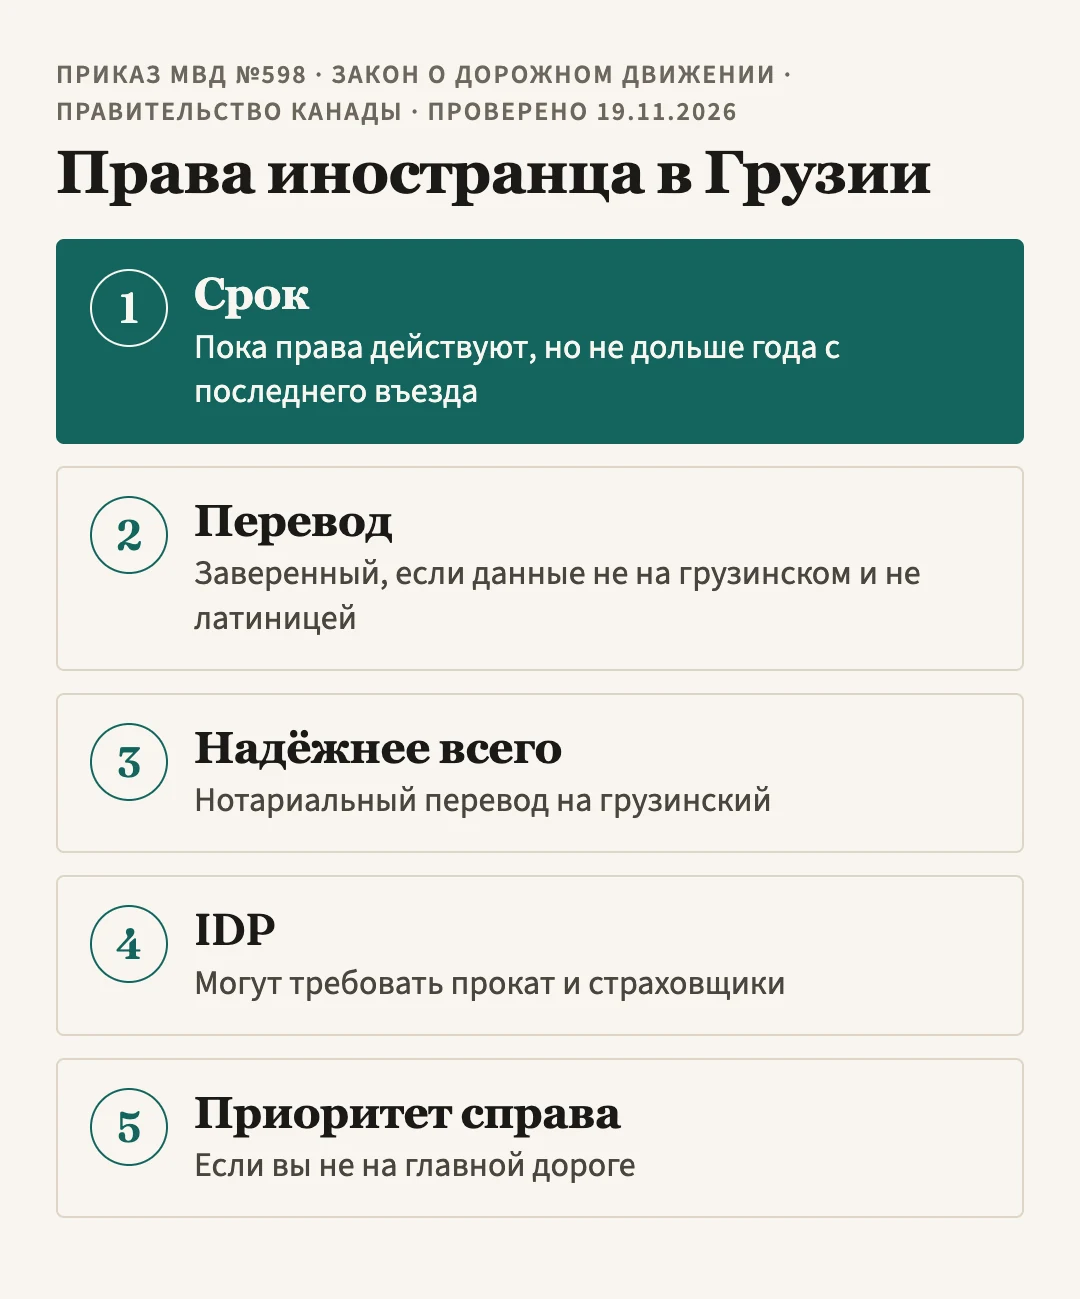 ПРИКАЗ МВД №598 · ЗАКОН О ДОРОЖНОМ ДВИЖЕНИИ ·
ПРАВИТЕЛЬСТВО КАНАДЫ · ПРОВЕРЕНО 19.11.2026
Права иностранца в Грузии
1
Срок
Пока права действуют, но не дольше года с
последнего въезда
2
Перевод
Заверенный, если данные не на грузинском и не
латиницей
3
Надёжнее всего
Нотариальный перевод на грузинский
4
IDP
Могут требовать прокат и страховщики
5
Приоритет справа
Если вы не на главной дороге